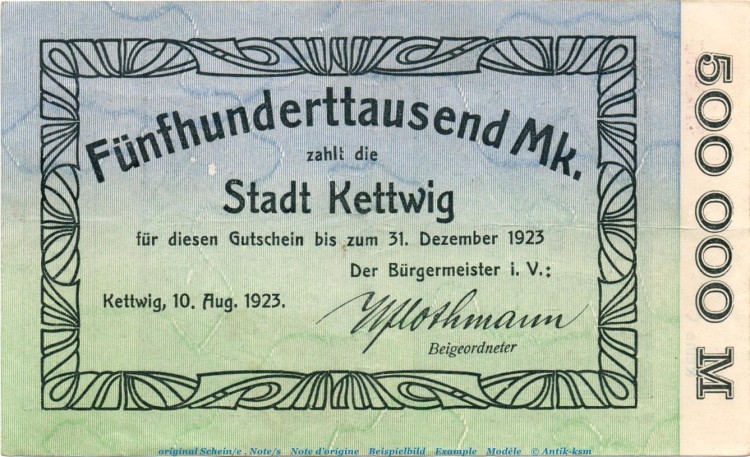 Fünfhunderttausend Mk.
zahlt die
Stadt Kettwig
für diesen Gutschein bis zum 31. Dezember 1923
Der Bürgermeister i. V.:
Kettwig, 10. Aug. 1923.
Beigeordneter
500 000 M
original Schein/e . Note/s Note d'origine Beispielbild Example Modéle © Antik-ksm